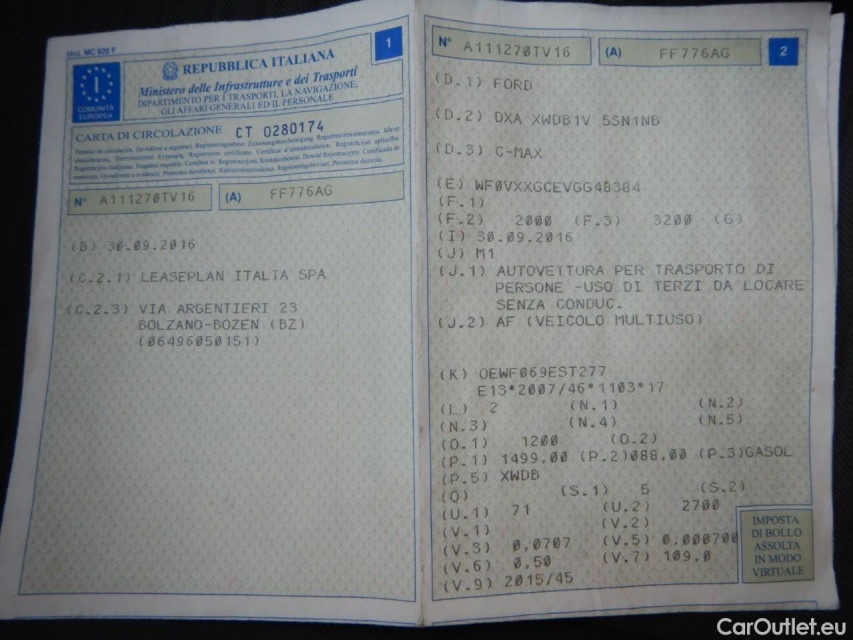 Mod. MC 820 F
1
REPUBBLICA ITALIANA
Ministero delle Infrastrutture e dei Trasporti
DIPARTIMENTO PER I TRASPORTI, LA NAVIGAZIONE,
GLI AFFARI GENERALI ED IL PERSONALE
I
COMUNITÀ
EUROPEA
CARTA DI CIRCOLAZIONE CT 0280174
N° A111270TV16 (A) FF776AG
(B) 30.09.2016
(C.2.1) LEASEPLAN ITALIA SPA
(C.2.3) VIA ARGENTIERI 23
BOLZANO-BOZEN (BZ)
(06496050151)
N° A111270TV16 (A) FF776AG 2
(D.1) FORD
(D.2) DXA XWDB1V 5SN1NB
(D.3) C-MAX
(E) WF0VXXGCEVGG48384
(F.1)
(F.2) 2000 (F.3) 3200 (G)
(I) 30.09.2016
(J) M1
(J.1) AUTOVETTURA PER TRASPORTO DI
PERSONE -USO DI TERZI DA LOCARE
SENZA CONDUC.
(J.2) AF (VEICOLO MULTIUSO)
(K) OEWF069EST277
E13*2007/46*1103*17
(L) 2 (N.1) (N.2)
(N.3) (N.4) (N.5)
(O.1) 1200 (O.2)
(P.1) 1499,00 (P.2)088,00 (P.3)GASOL
(P.5) XWDB
(Q) (S.1) 5 (S.2)
(U.1) 71 (U.2) 2700
(V.1) (V.2)
(V.3) 0,0707 (V.5) 0,000700
(V.6) 0.50 (V.7) 109,0
(V.9) 2015/45
IMPOSTA
DI BOLLO
ASSOLTA
IN MODO
VIRTUALE
CarOutlet.eu